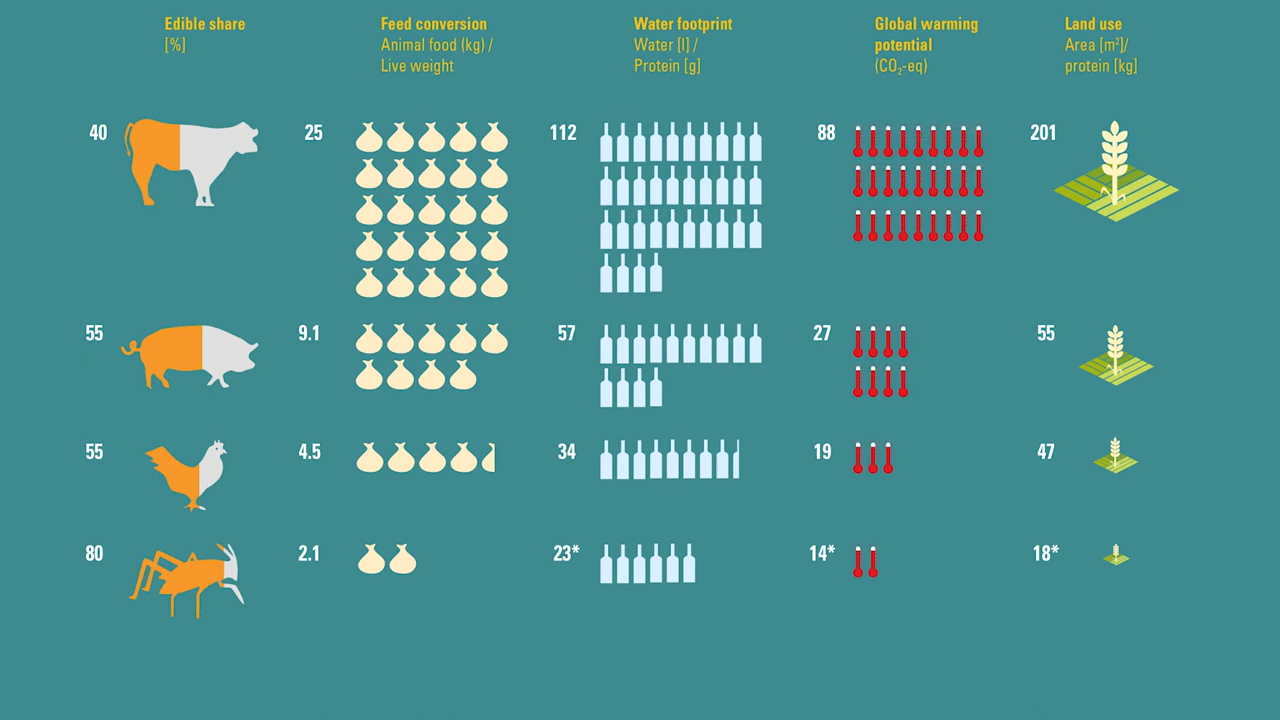 Edible share
[%]
Feed conversion
Animal food (kg) /
Live weight
Water footprint
Water [l] /
Protein [g]
Global warming
potential
(CO₂-eq)
Land use
Area [m²]/
protein [kg]
40
25
112
88
201
55
9.1
57
27
55
55
4.5
34
19
47
80
2.1
23*
14*
18*